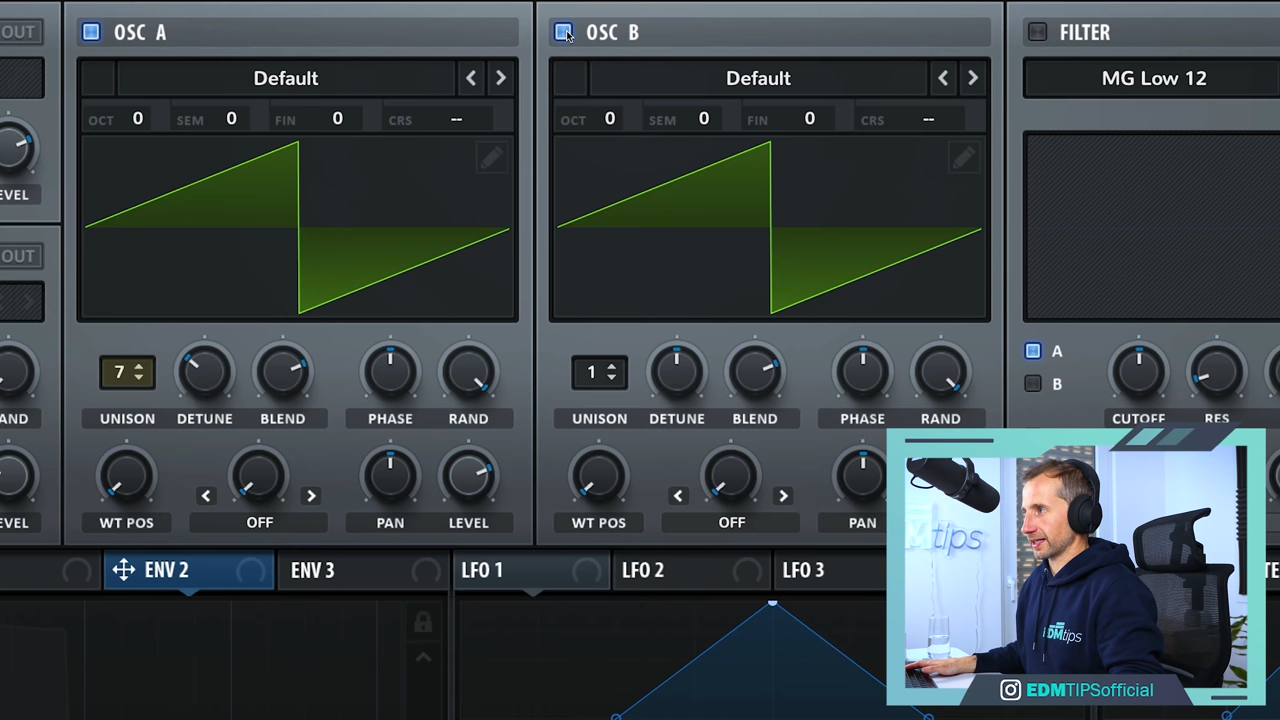 OUT
OSC A
OSC B
FILTER
Default
Default
MG Low 12
OCT 0 SEM 0 FIN 0 CRS --
OCT 0 SEM 0 FIN 0 CRS --
EVEL
OUT
7
1
A
B
AND
UNISON DETUNE BLEND PHASE RAND
UNISON DETUNE BLEND PHASE RAND
CUTOFF RES
EVEL
WT POS OFF PAN LEVEL
WT POS OFF PAN
ENV 2 ENV 3 LFO 1 LFO 2 LFO 3
TE
Mtips
EDMtips
EDMTIPSofficial